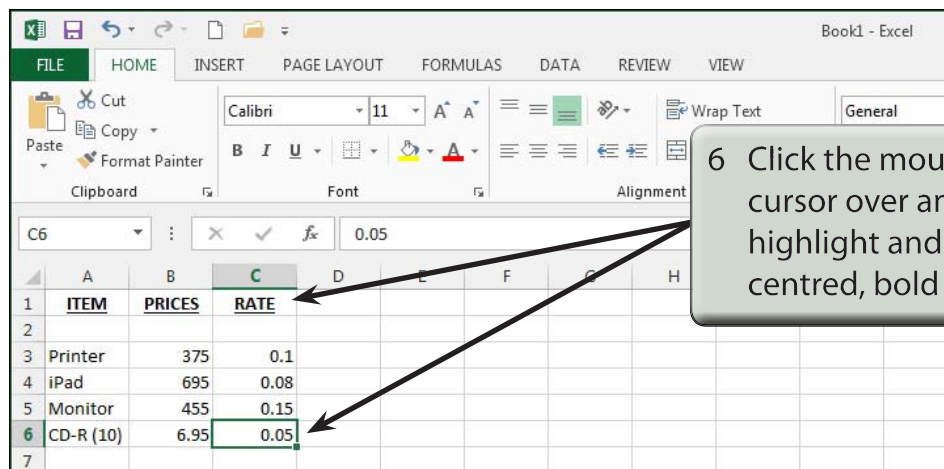 Book1 - Excel
FILE HOME INSERT PAGE LAYOUT FORMULAS DATA REVIEW VIEW
Cut
Copy
Paste
Format Painter
Calibri 11 A A
Wrap Text
General
B I U A
Clipboard Font Alignment
C6 fx 0.05
A B C D E F G H
1 ITEM PRICES RATE
2
3 Printer 375 0.1
4 iPad 695 0.08
5 Monitor 455 0.15
6 CD-R (10) 6.95 0.05
7
6 Click the mou
cursor over ar
highlight and
centred, bold